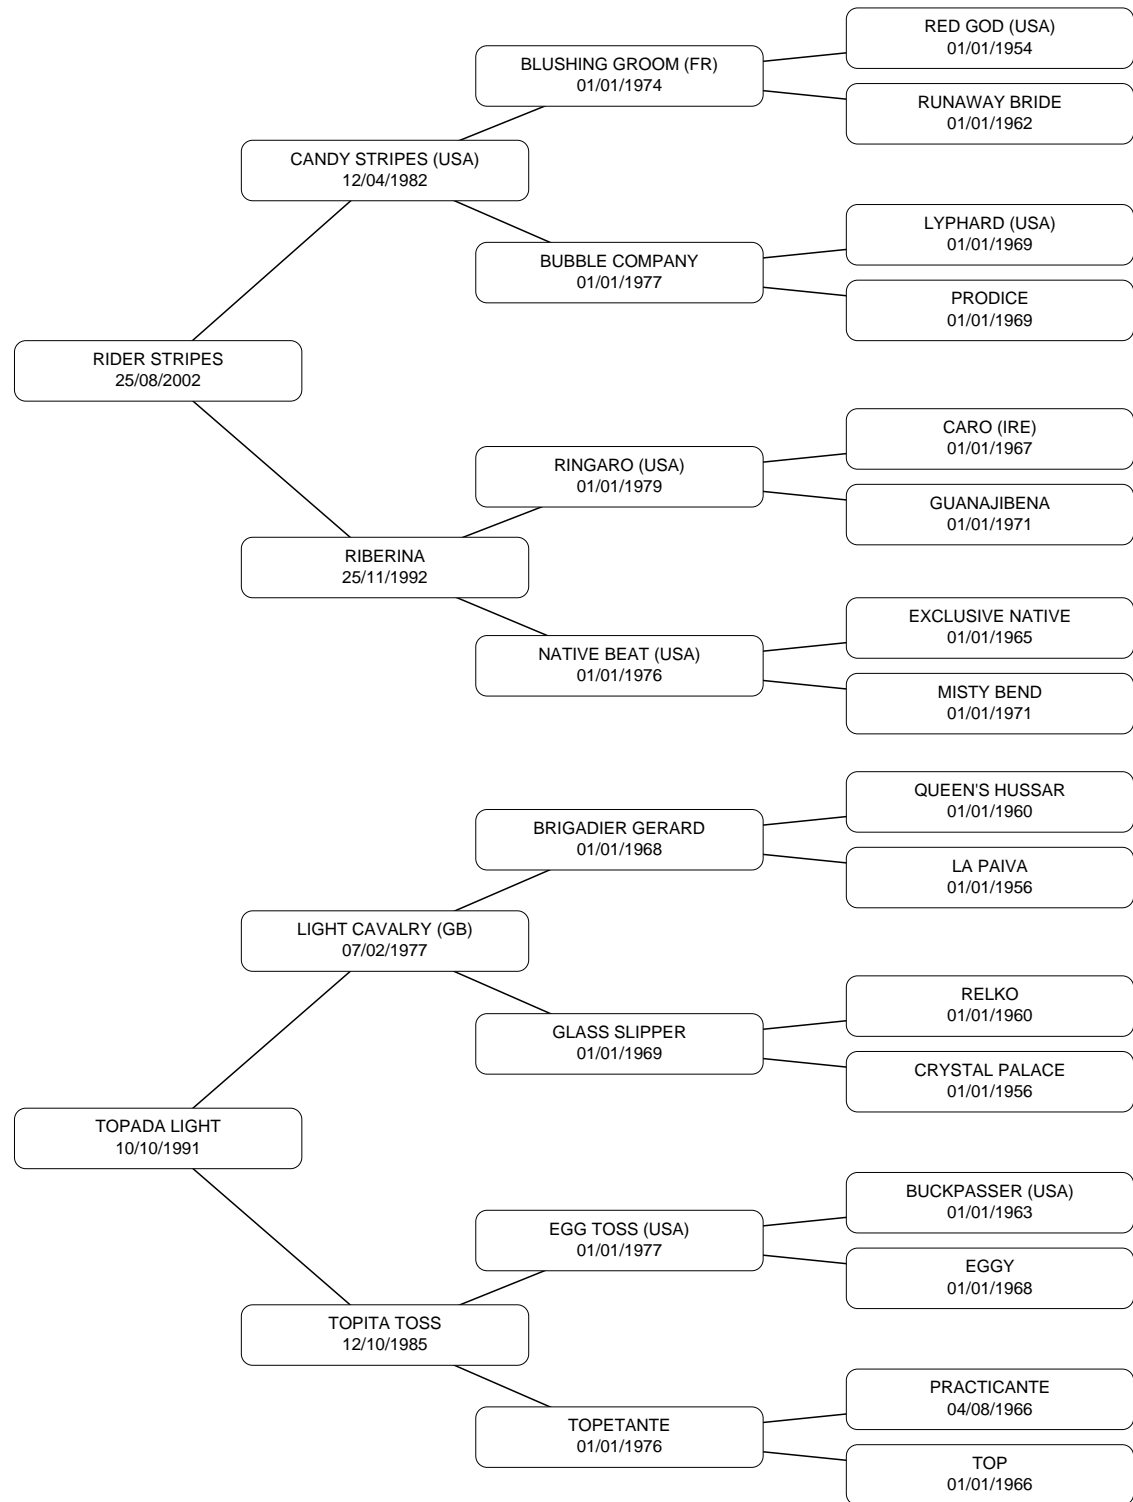 RED GOD (USA)
01/01/1954
BLUSHING GROOM (FR)
01/01/1974
RUNAWAY BRIDE
01/01/1962
CANDY STRIPES (USA)
12/04/1982
LYPHARD (USA)
01/01/1969
BUBBLE COMPANY
01/01/1977
PRODICE
01/01/1969
RIDER STRIPES
25/08/2002
CARO (IRE)
01/01/1967
RINGARO (USA)
01/01/1979
GUANAJIBENA
01/01/1971
RIBERINA
25/11/1992
EXCLUSIVE NATIVE
01/01/1965
NATIVE BEAT (USA)
01/01/1976
MISTY BEND
01/01/1971
QUEEN'S HUSSAR
01/01/1960
BRIGADIER GERARD
01/01/1968
LA PAIVA
01/01/1956
LIGHT CAVALRY (GB)
07/02/1977
RELKO
01/01/1960
GLASS SLIPPER
01/01/1969
CRYSTAL PALACE
01/01/1956
TOPADA LIGHT
10/10/1991
BUCKPASSER (USA)
01/01/1963
EGG TOSS (USA)
01/01/1977
EGGY
01/01/1968
TOPITA TOSS
12/10/1985
PRACTICANTE
04/08/1966
TOPETANTE
01/01/1976
TOP
01/01/1966